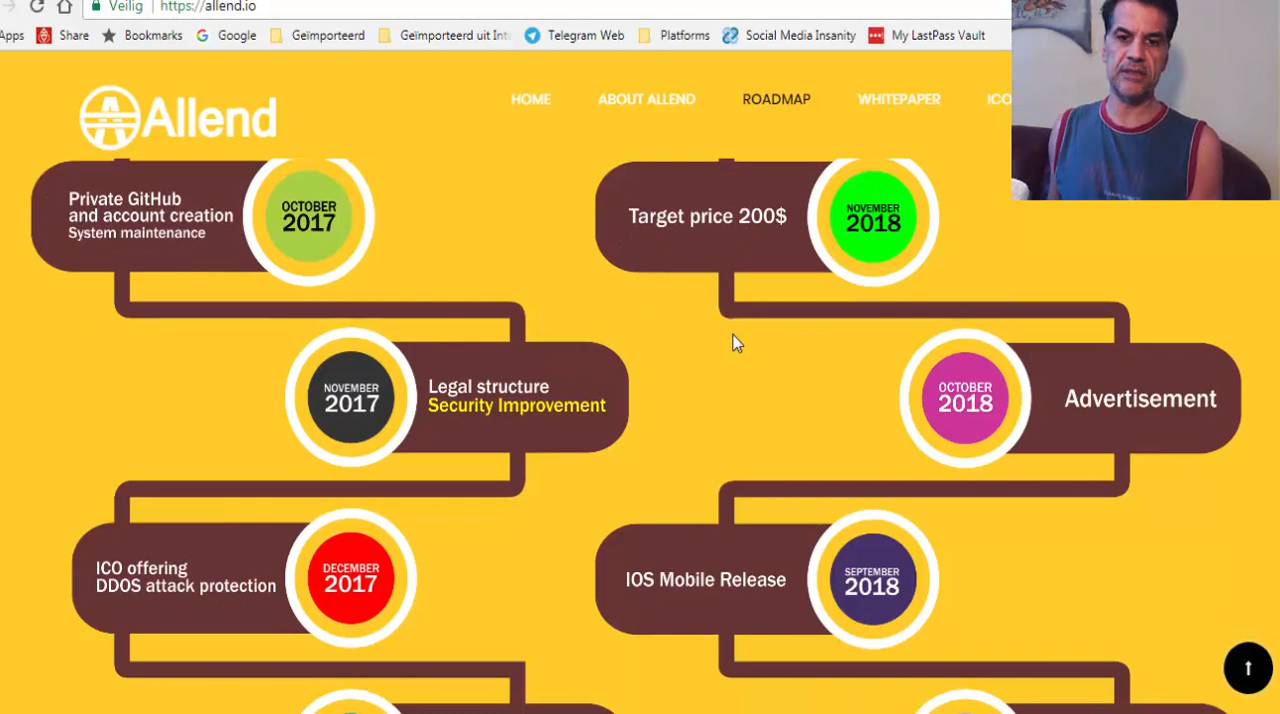 Veilig https://allend.io
Apps Share Bookmarks Google Geïmporteerd Geïmporteerd uit Int Telegram Web Platforms Social Media Insanity My LastPass Vault
Allend
HOME ABOUT ALLEND ROADMAP WHITEPAPER ICO
Private GitHub
and account creation
System maintenance
OCTOBER
2017
Target price 200$
NOVEMBER
2018
NOVEMBER
2017
Legal structure
Security Improvement
OCTOBER
2018
Advertisement
ICO offering
DDOS attack protection
DECEMBER
2017
IOS Mobile Release
SEPTEMBER
2018